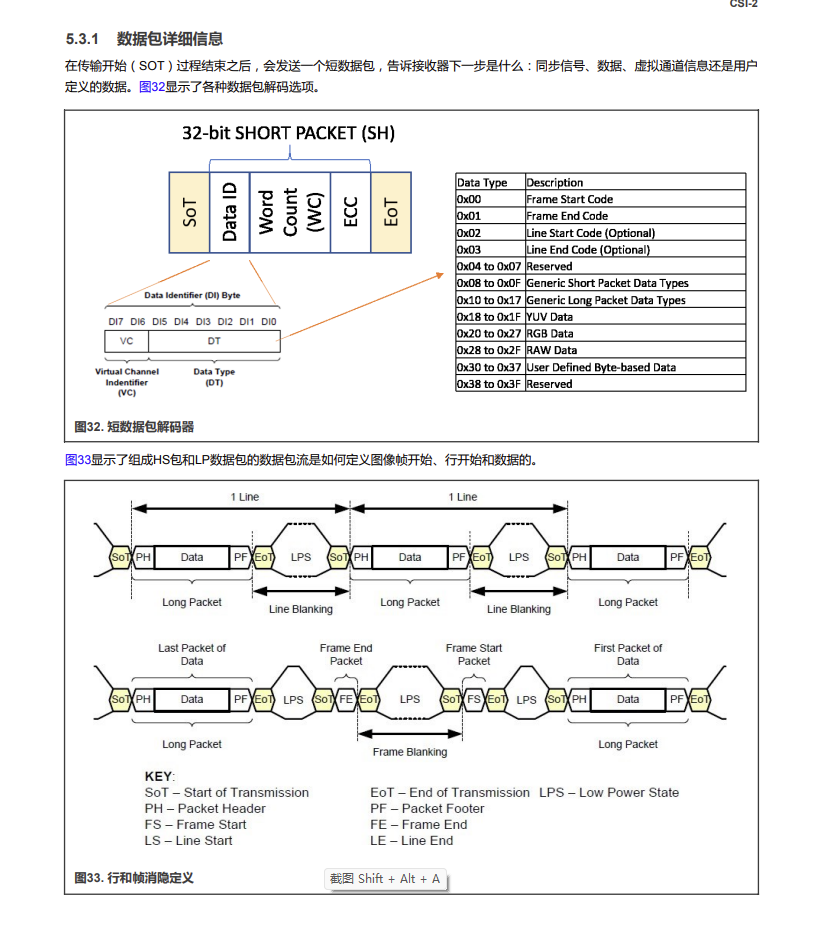 CSI-2
5.3.1 数据包详细信息
在传输开始（SOT）过程结束之后，会发送一个短数据包，告诉接收器下一步是什么：同步信号、数据、虚拟通道信息还是用户
定义的数据。图32显示了各种数据包解码选项。
32-bit SHORT PACKET (SH)
SoT
Data ID
Word
Count
(WC)
ECC
EoT
Data Identifier (DI) Byte
DI7 DI6 DI5 DI4 DI3 DI2 DI1 DI0
VC DT
Virtual Channel
Indentifier
(VC)
Data Type
(DT)
Data Type Description
0x00 Frame Start Code
0x01 Frame End Code
0x02 Line Start Code (Optional)
0x03 Line End Code (Optional)
0x04 to 0x07 Reserved
0x08 to 0x0F Generic Short Packet Data Types
0x10 to 0x17 Generic Long Packet Data Types
0x18 to 0x1F YUV Data
0x20 to 0x27 RGB Data
0x28 to 0x2F RAW Data
0x30 to 0x37 User Defined Byte-based Data
0x38 to 0x3F Reserved
图32. 短数据包解码器
图33显示了组成HS包和LP数据包的数据包流是如何定义图像帧开始、行开始和数据的。
1 Line 1 Line
SoT PH Data PF EoT LPS SoT PH Data PF EoT LPS SoT PH Data PF EoT
Long Packet Line Blanking Long Packet Line Blanking Long Packet
Last Packet of
Data
Frame End
Packet
Frame Start
Packet
First Packet of
Data
SoT PH Data PF EoT LPS SoT FE EoT LPS SoT FS EoT LPS SoT PH Data PF EoT
Long Packet Frame Blanking Long Packet
KEY:
SoT – Start of Transmission EoT – End of Transmission LPS – Low Power State
PH – Packet Header PF – Packet Footer
FS – Frame Start FE – Frame End
LS – Line Start LE – Line End
图33. 行和帧消隐定义
截图 Shift + Alt + A